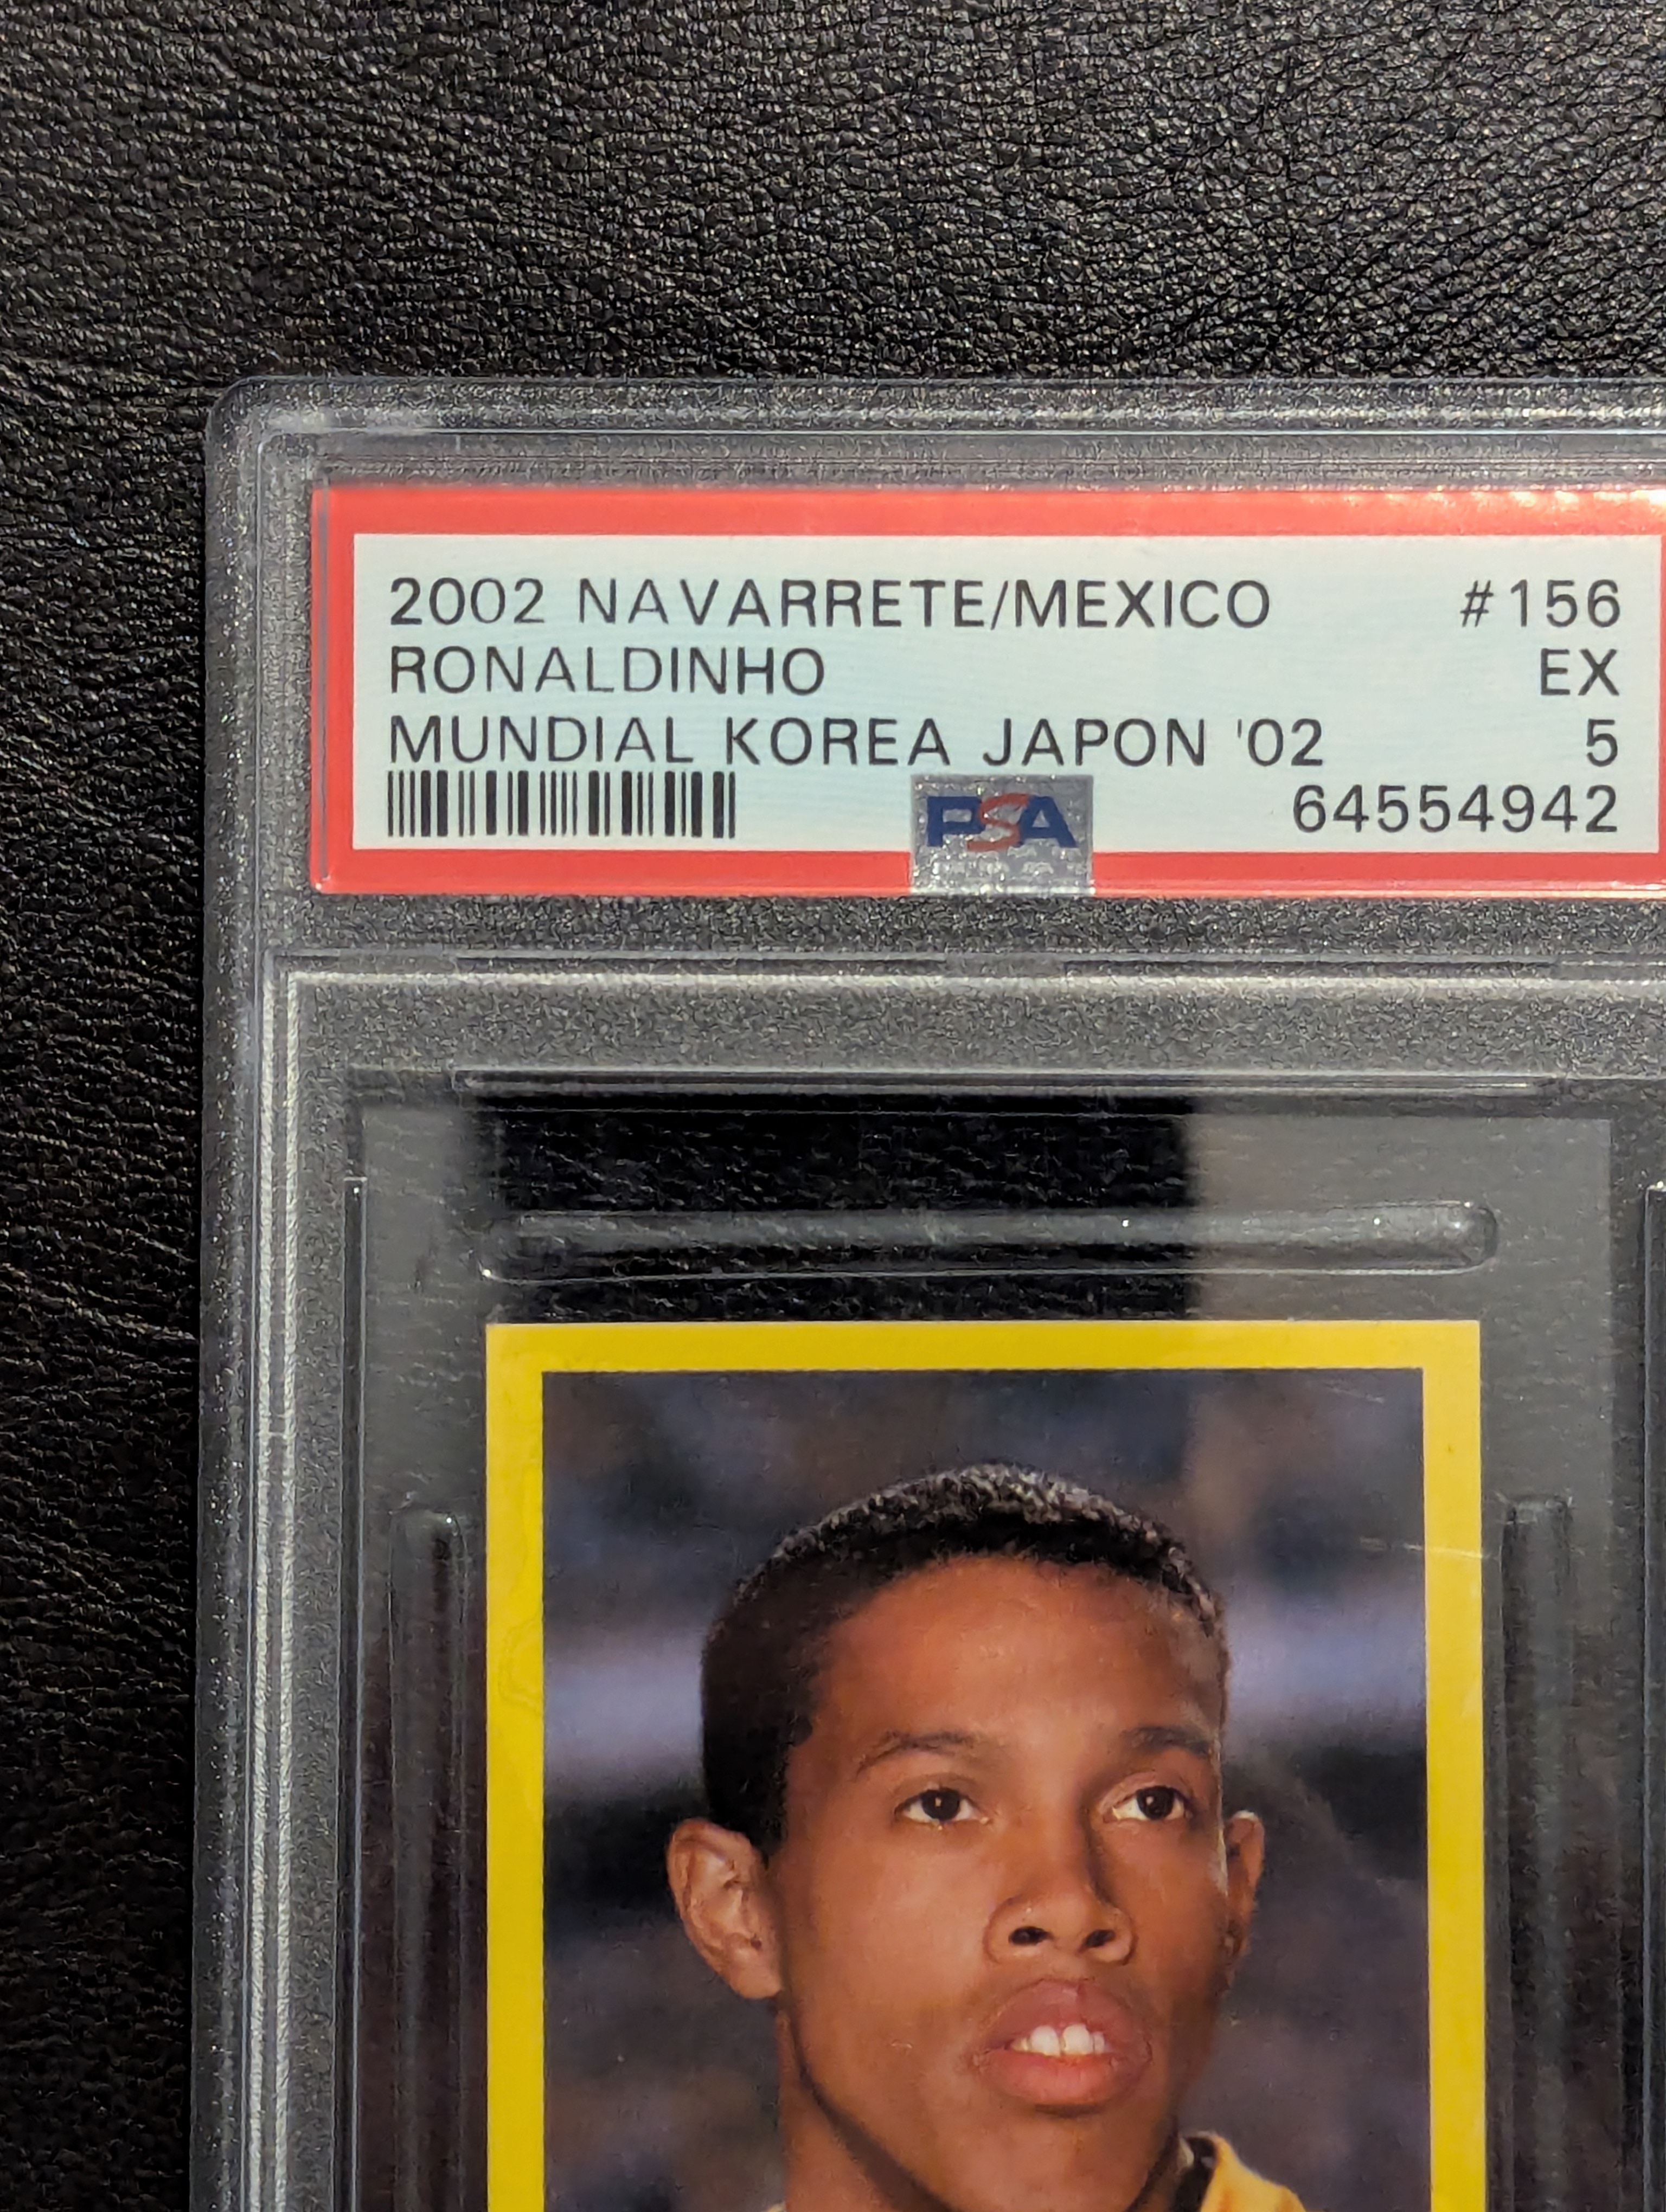 2002 NAVARRETE/MEXICO #156
RONALDINHO EX
MUNDIAL KOREA JAPON '02 5
PSA 64554942